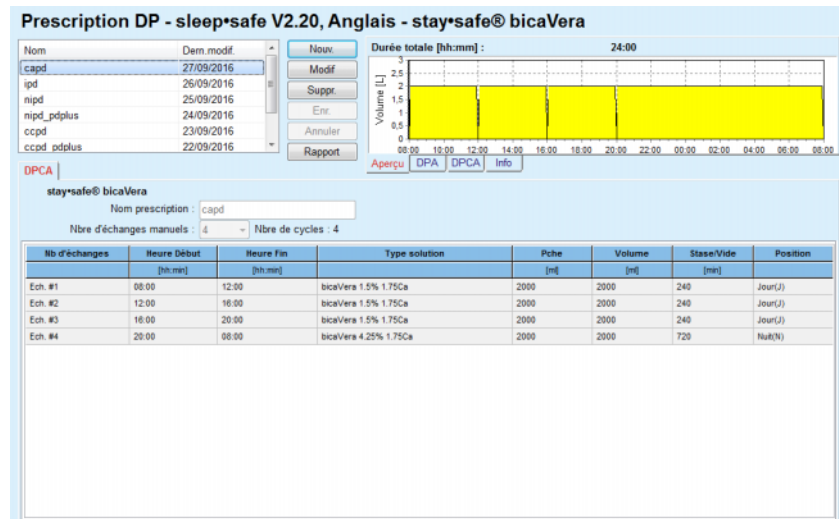 Prescription DP - sleep•safe V2.20, Anglais - stay•safe® bicaVera
Nom Dern.modif.
capd 27/09/2016
ipd 26/09/2016
nipd 25/09/2016
nipd_pdplus 24/09/2016
ccpd 23/09/2016
ccpd_pdplus 22/09/2016
Nouv.
Modif
Suppr.
Enr.
Annuler
Rapport
Durée totale [hh:mm] : 24:00
Volume [L]
3
2,5
2
1,5
1
0,5
0
08:00 10:00 12:00 14:00 16:00 18:00 20:00 22:00 00:00 02:00 04:00 06:00 08:00
Aperçu DPA DPCA Info
DPCA
stay•safe® bicaVera
Nom prescription : capd
Nbre d'échanges manuels : 4 Nbre de cycles : 4
Nb d'échanges Heure Début Heure Fin Type solution Pche Volume Stase/Vide Position
[hh:min] [hh:min] [ml] [ml] [min]
Ech. #1 08:00 12:00 bicaVera 1.5% 1.75Ca 2000 2000 240 Jour(J)
Ech. #2 12:00 16:00 bicaVera 1.5% 1.75Ca 2000 2000 240 Jour(J)
Ech. #3 16:00 20:00 bicaVera 1.5% 1.75Ca 2000 2000 240 Jour(J)
Ech. #4 20:00 08:00 bicaVera 4.25% 1.75Ca 2000 2000 720 Nuit(N)